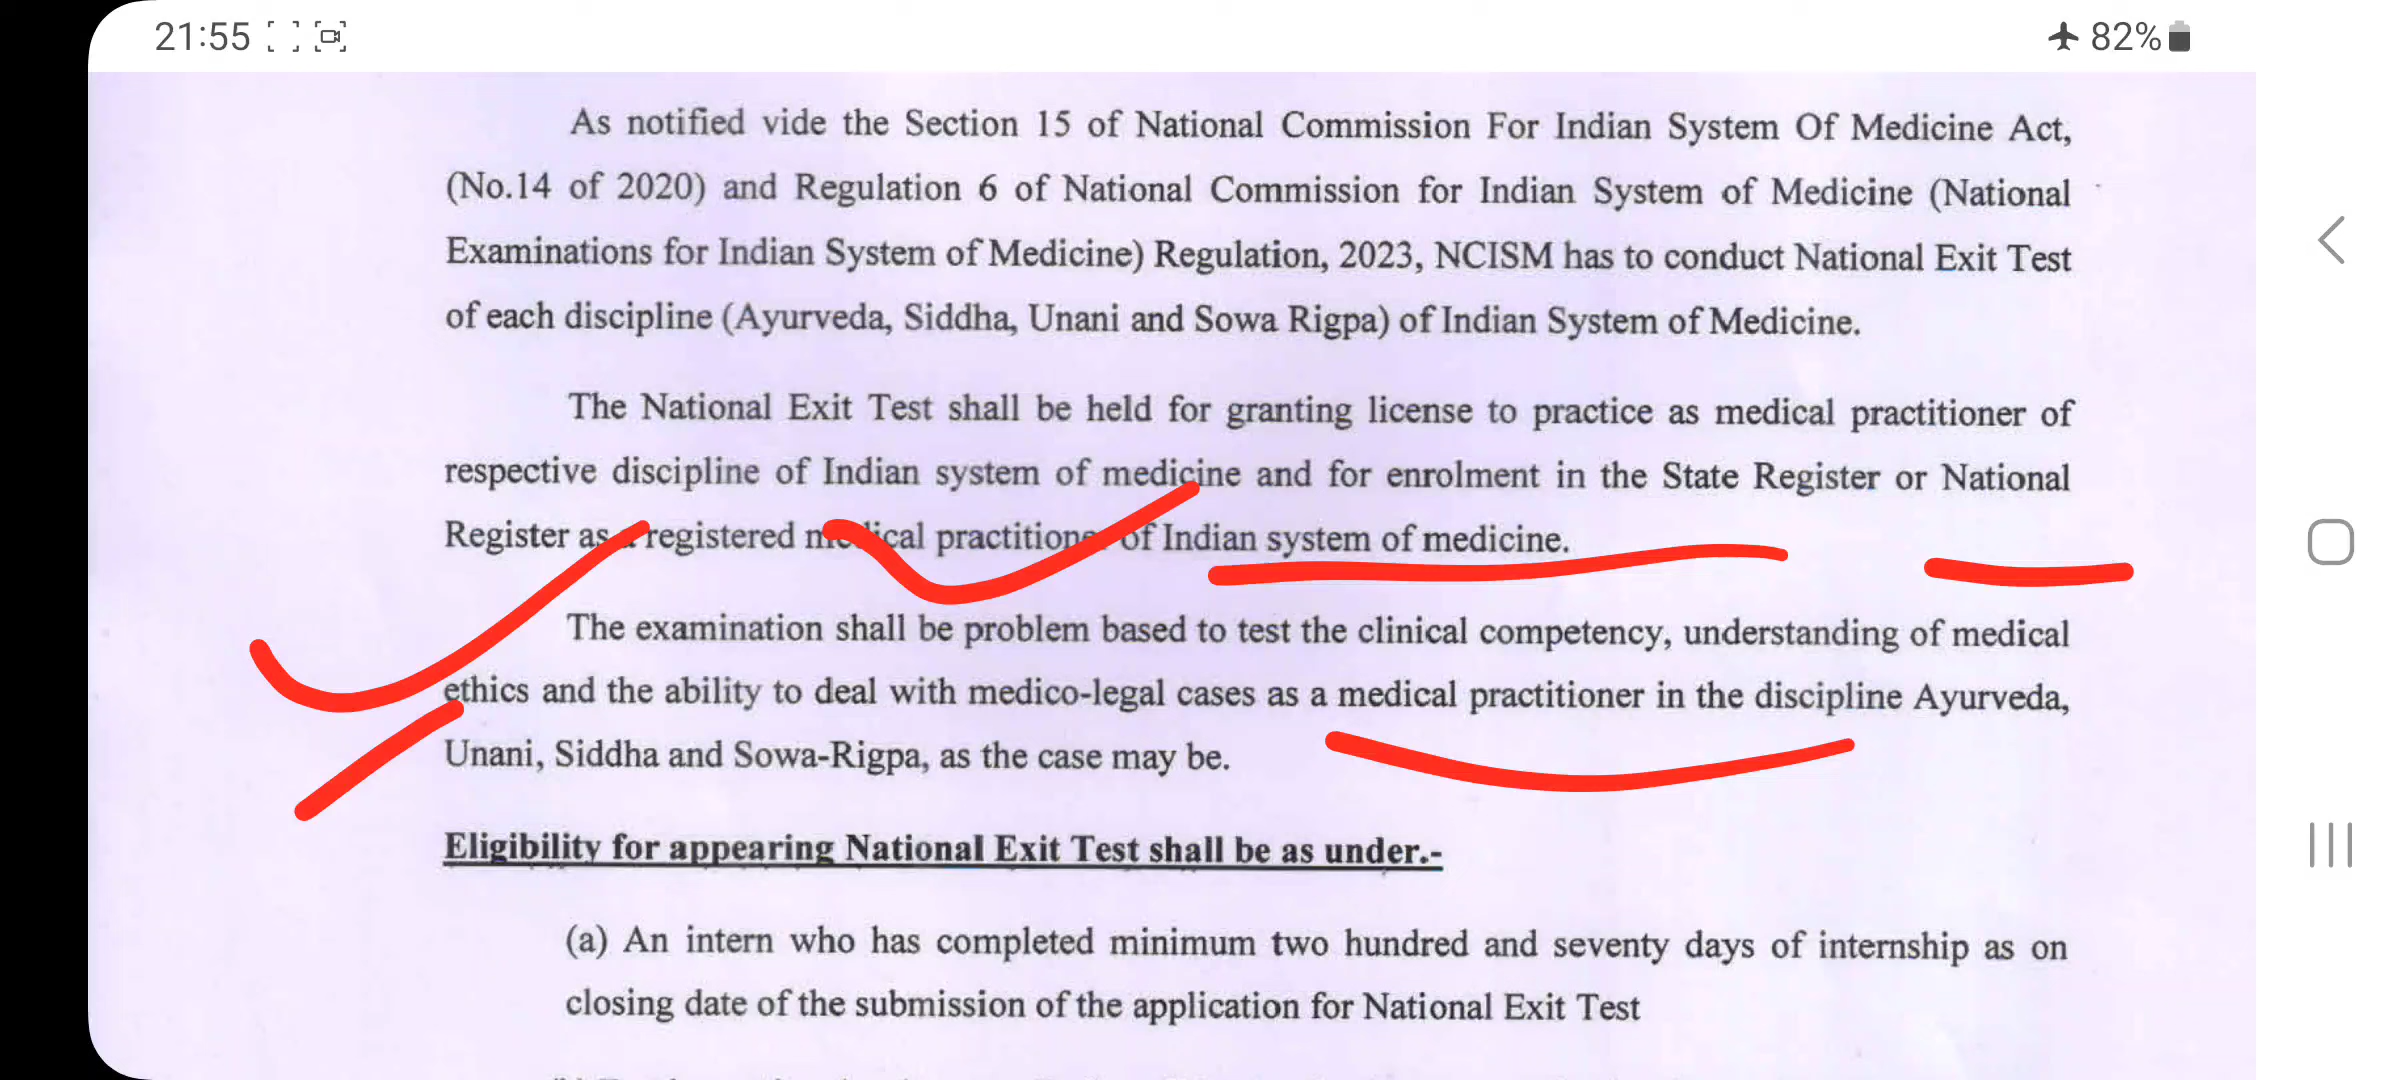 21:55
82%
As notified vide the Section 15 of National Commission For Indian System Of Medicine Act,
(No.14 of 2020) and Regulation 6 of National Commission for Indian System of Medicine (National
Examinations for Indian System of Medicine) Regulation, 2023, NCISM has to conduct National Exit Test
of each discipline (Ayurveda, Siddha, Unani and Sowa Rigpa) of Indian System of Medicine.
The National Exit Test shall be held for granting license to practice as medical practitioner of
respective discipline of Indian system of medicine and for enrolment in the State Register or National
Register as a registered medical practitioner of Indian system of medicine.
The examination shall be problem based to test the clinical competency, understanding of medical
ethics and the ability to deal with medico-legal cases as a medical practitioner in the discipline Ayurveda,
Unani, Siddha and Sowa-Rigpa, as the case may be.
Eligibility for appearing National Exit Test shall be as under.-
(a) An intern who has completed minimum two hundred and seventy days of internship as on
closing date of the submission of the application for National Exit Test